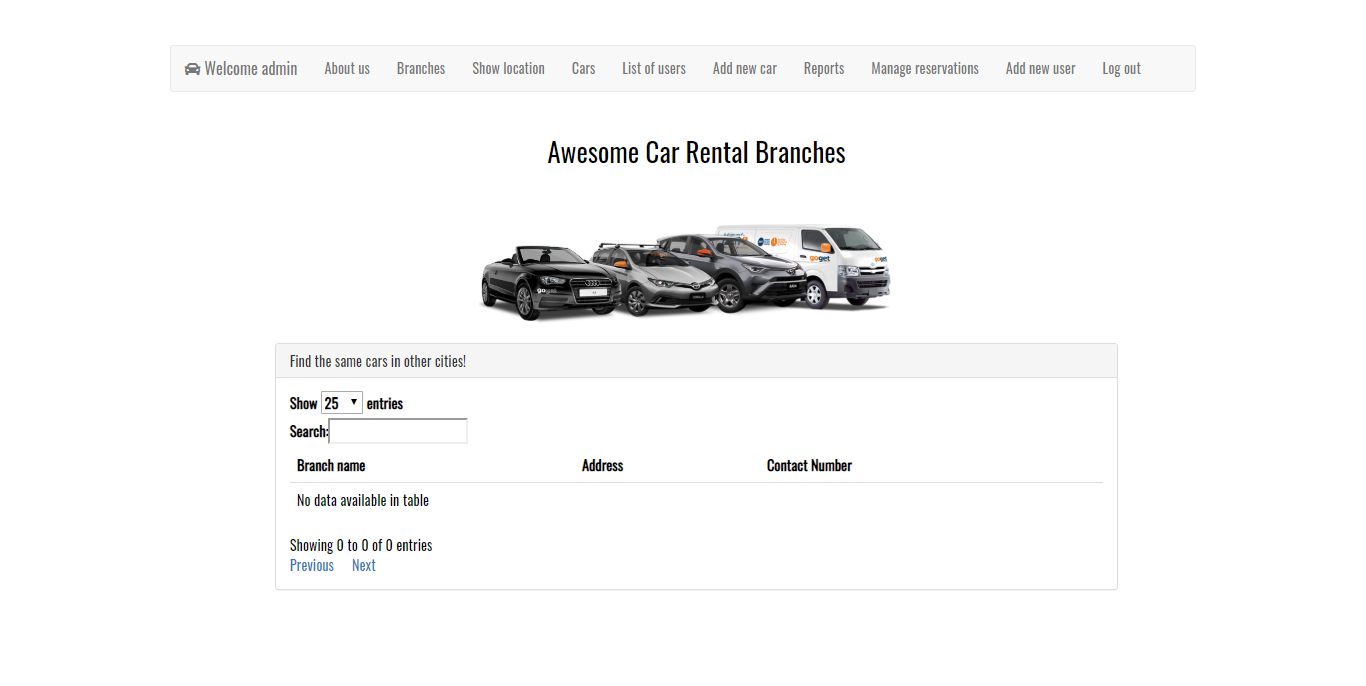 Welcome admin About us Branches Show location Cars List of users Add new car Reports Manage reservations Add new user Log out
Awesome Car Rental Branches
goget
goget
Find the same cars in other cities!
Show 25 entries
Search:
Branch name Address Contact Number
No data available in table
Showing 0 to 0 of 0 entries
Previous Next